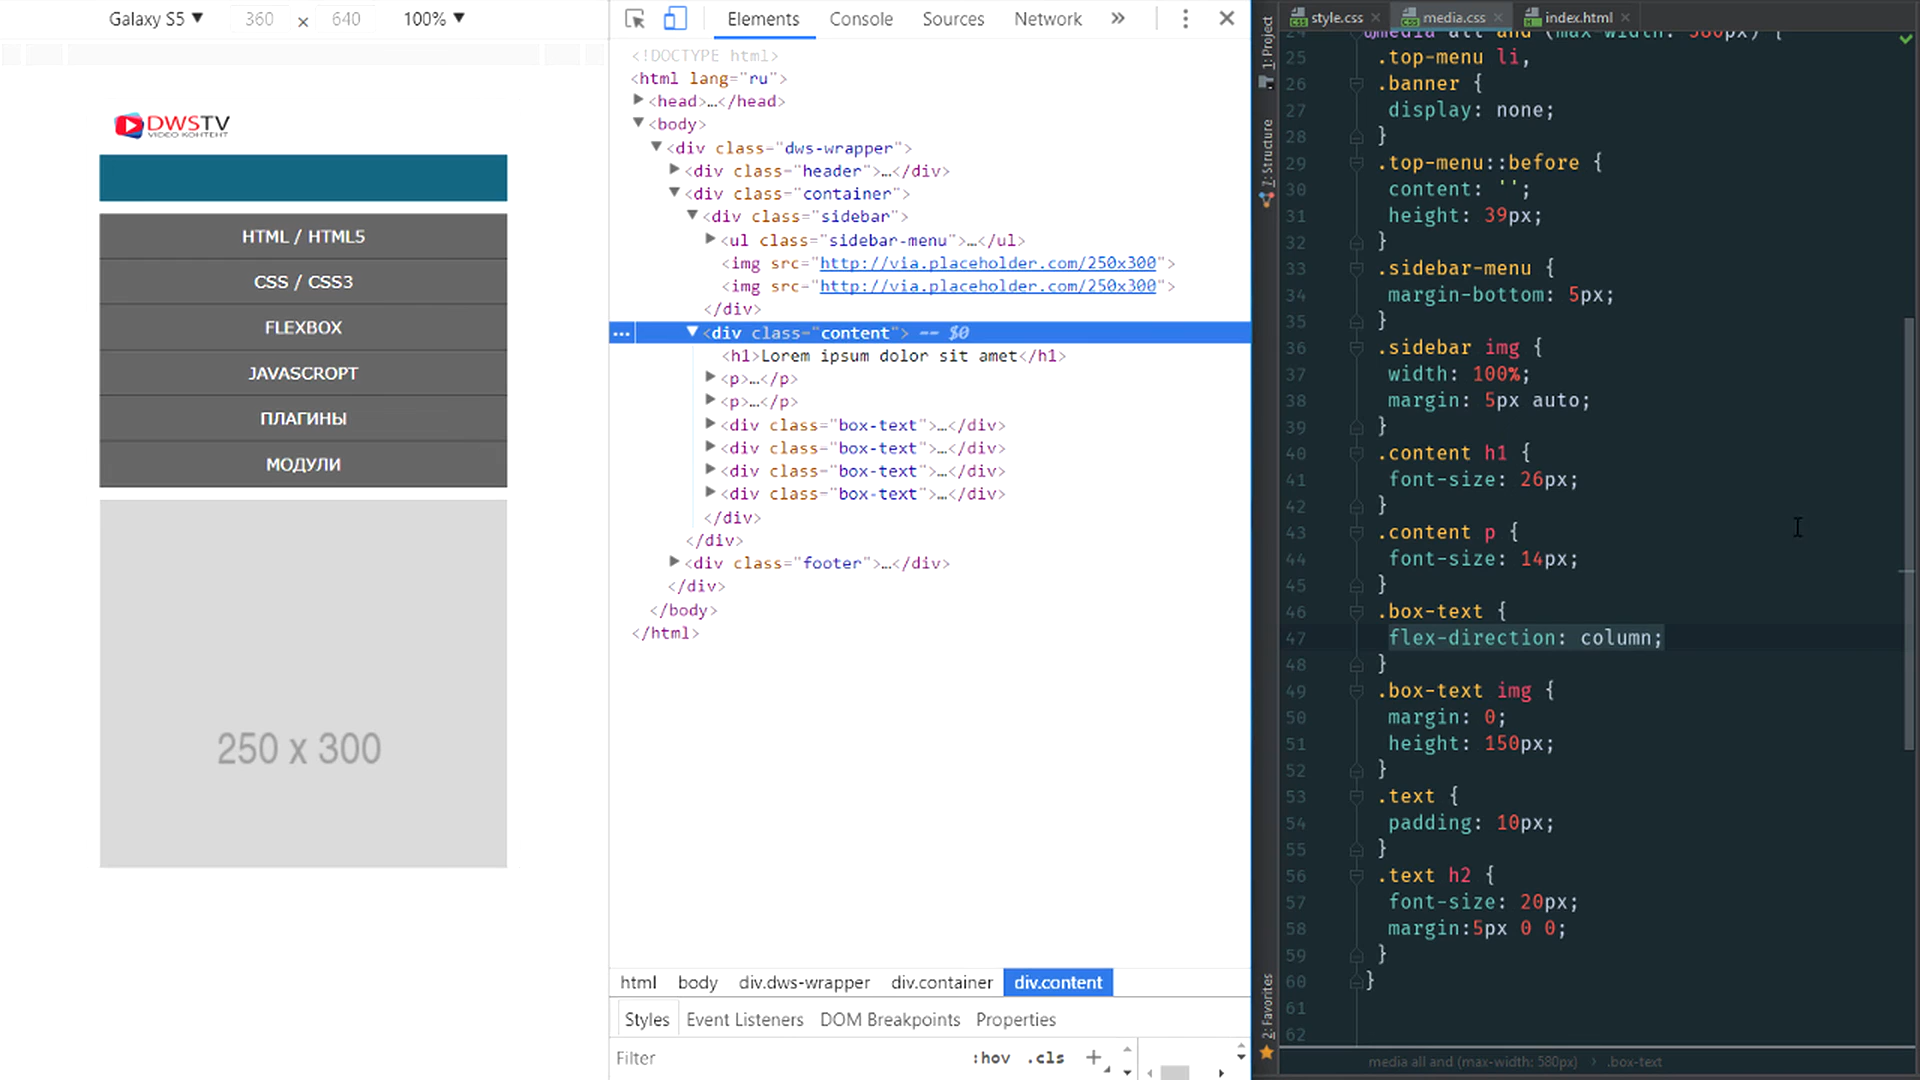 Galaxy S5 ▼ 360 × 640 100% ▼
DWSTV
VIDEO КОНТЕНТ
HTML / HTML5
CSS / CSS3
FLEXBOX
JAVASCROPT
ПЛАГИНЫ
МОДУЛИ
250 x 300
Elements Console Sources Network »
<!DOCTYPE html>
<html lang="ru">
<head>…</head>
<body>
<div class="dws-wrapper">
<div class="header">…</div>
<div class="container">
<div class="sidebar">
<ul class="sidebar-menu">…</ul>
<img src="http://via.placeholder.com/250x300">
<img src="http://via.placeholder.com/250x300">
</div>
… <div class="content"> == $0
<h1>Lorem ipsum dolor sit amet</h1>
<p>…</p>
<p>…</p>
<div class="box-text">…</div>
<div class="box-text">…</div>
<div class="box-text">…</div>
<div class="box-text">…</div>
</div>
</div>
<div class="footer">…</div>
</div>
</body>
</html>
html body div.dws-wrapper div.container div.content
Styles Event Listeners DOM Breakpoints Properties
Filter :hov .cls +
1: Project
7: Structure
2: Favorites
style.css × media.css × index.html ×
24 @media all and (max-width: 580px) {
25 .top-menu li,
26 .banner {
27 display: none;
28 }
29 .top-menu::before {
30 content: '';
31 height: 39px;
32 }
33 .sidebar-menu {
34 margin-bottom: 5px;
35 }
36 .sidebar img {
37 width: 100%;
38 margin: 5px auto;
39 }
40 .content h1 {
41 font-size: 26px;
42 }
43 .content p {
44 font-size: 14px;
45 }
46 .box-text {
47 flex-direction: column;
48 }
49 .box-text img {
50 margin: 0;
51 height: 150px;
52 }
53 .text {
54 padding: 10px;
55 }
56 .text h2 {
57 font-size: 20px;
58 margin:5px 0 0;
59 }
60 }
61
62
media all and (max-width: 580px) › .box-text